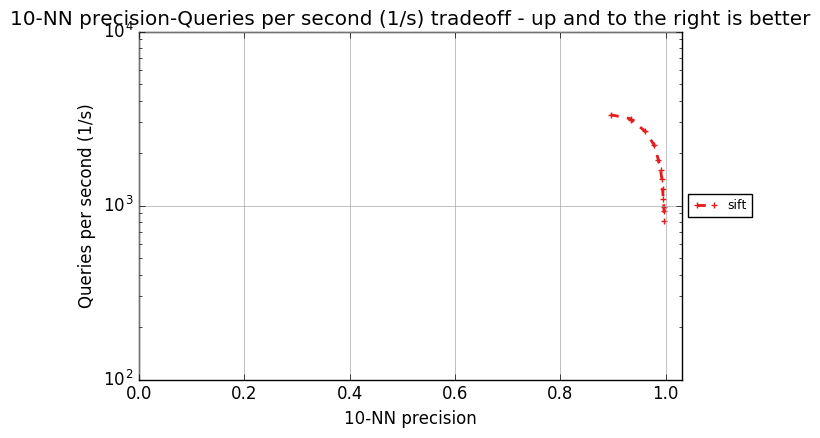 10-NN precision-Queries per second (1/s) tradeoff - up and to the right is better
10^4
10^3
10^2
Queries per second (1/s)
0.0 0.2 0.4 0.6 0.8 1.0
10-NN precision
sift